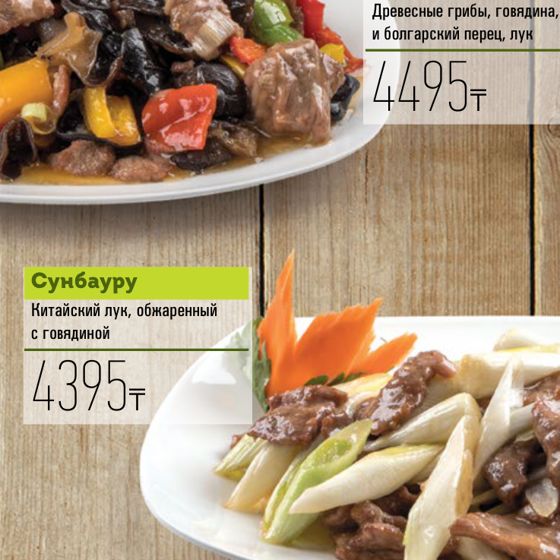 Древесные грибы, говядина,
и болгарский перец, лук
4495₸
Сунбауру
Китайский лук, обжаренный
с говядиной
4395₸